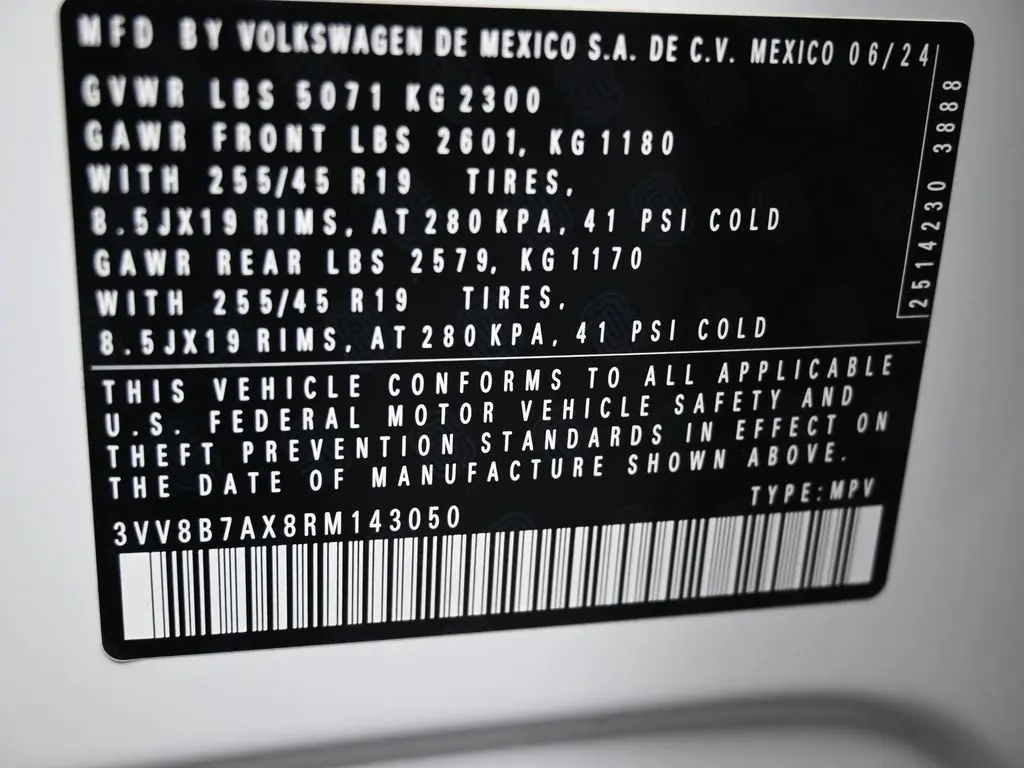 MFD BY VOLKSWAGEN DE MEXICO S.A. DE C.V. MEXICO 06/24
GVWR LBS 5071 KG 2300
GAWR FRONT LBS 2601, KG 1180
WITH 255/45 R19 TIRES,
8.5JX19 RIMS, AT 280 KPA, 41 PSI COLD
GAWR REAR LBS 2579, KG 1170
WITH 255/45 R19 TIRES,
8.5JX19 RIMS, AT 280 KPA, 41 PSI COLD
2514230 3888
THIS VEHICLE CONFORMS TO ALL APPLICABLE
U.S. FEDERAL MOTOR VEHICLE SAFETY AND
THEFT PREVENTION STANDARDS IN EFFECT ON
THE DATE OF MANUFACTURE SHOWN ABOVE.
TYPE:MPV
3VV8B7AX8RM143050